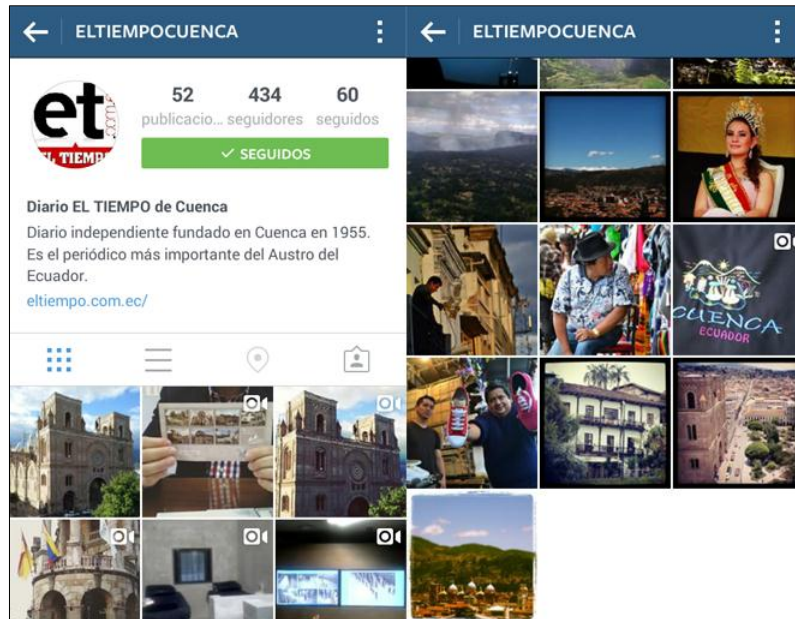 ELTIEMPOCUENCA
52 434 60
publicacio... seguidores seguidos
✓ SEGUIDOS
et .com.ec
EL TIEMP
Diario EL TIEMPO de Cuenca
Diario independiente fundado en Cuenca en 1955.
Es el periódico más importante del Austro del
Ecuador.
eltiempo.com.ec/
ELTIEMPOCUENCA
CUENCA
ECUADOR